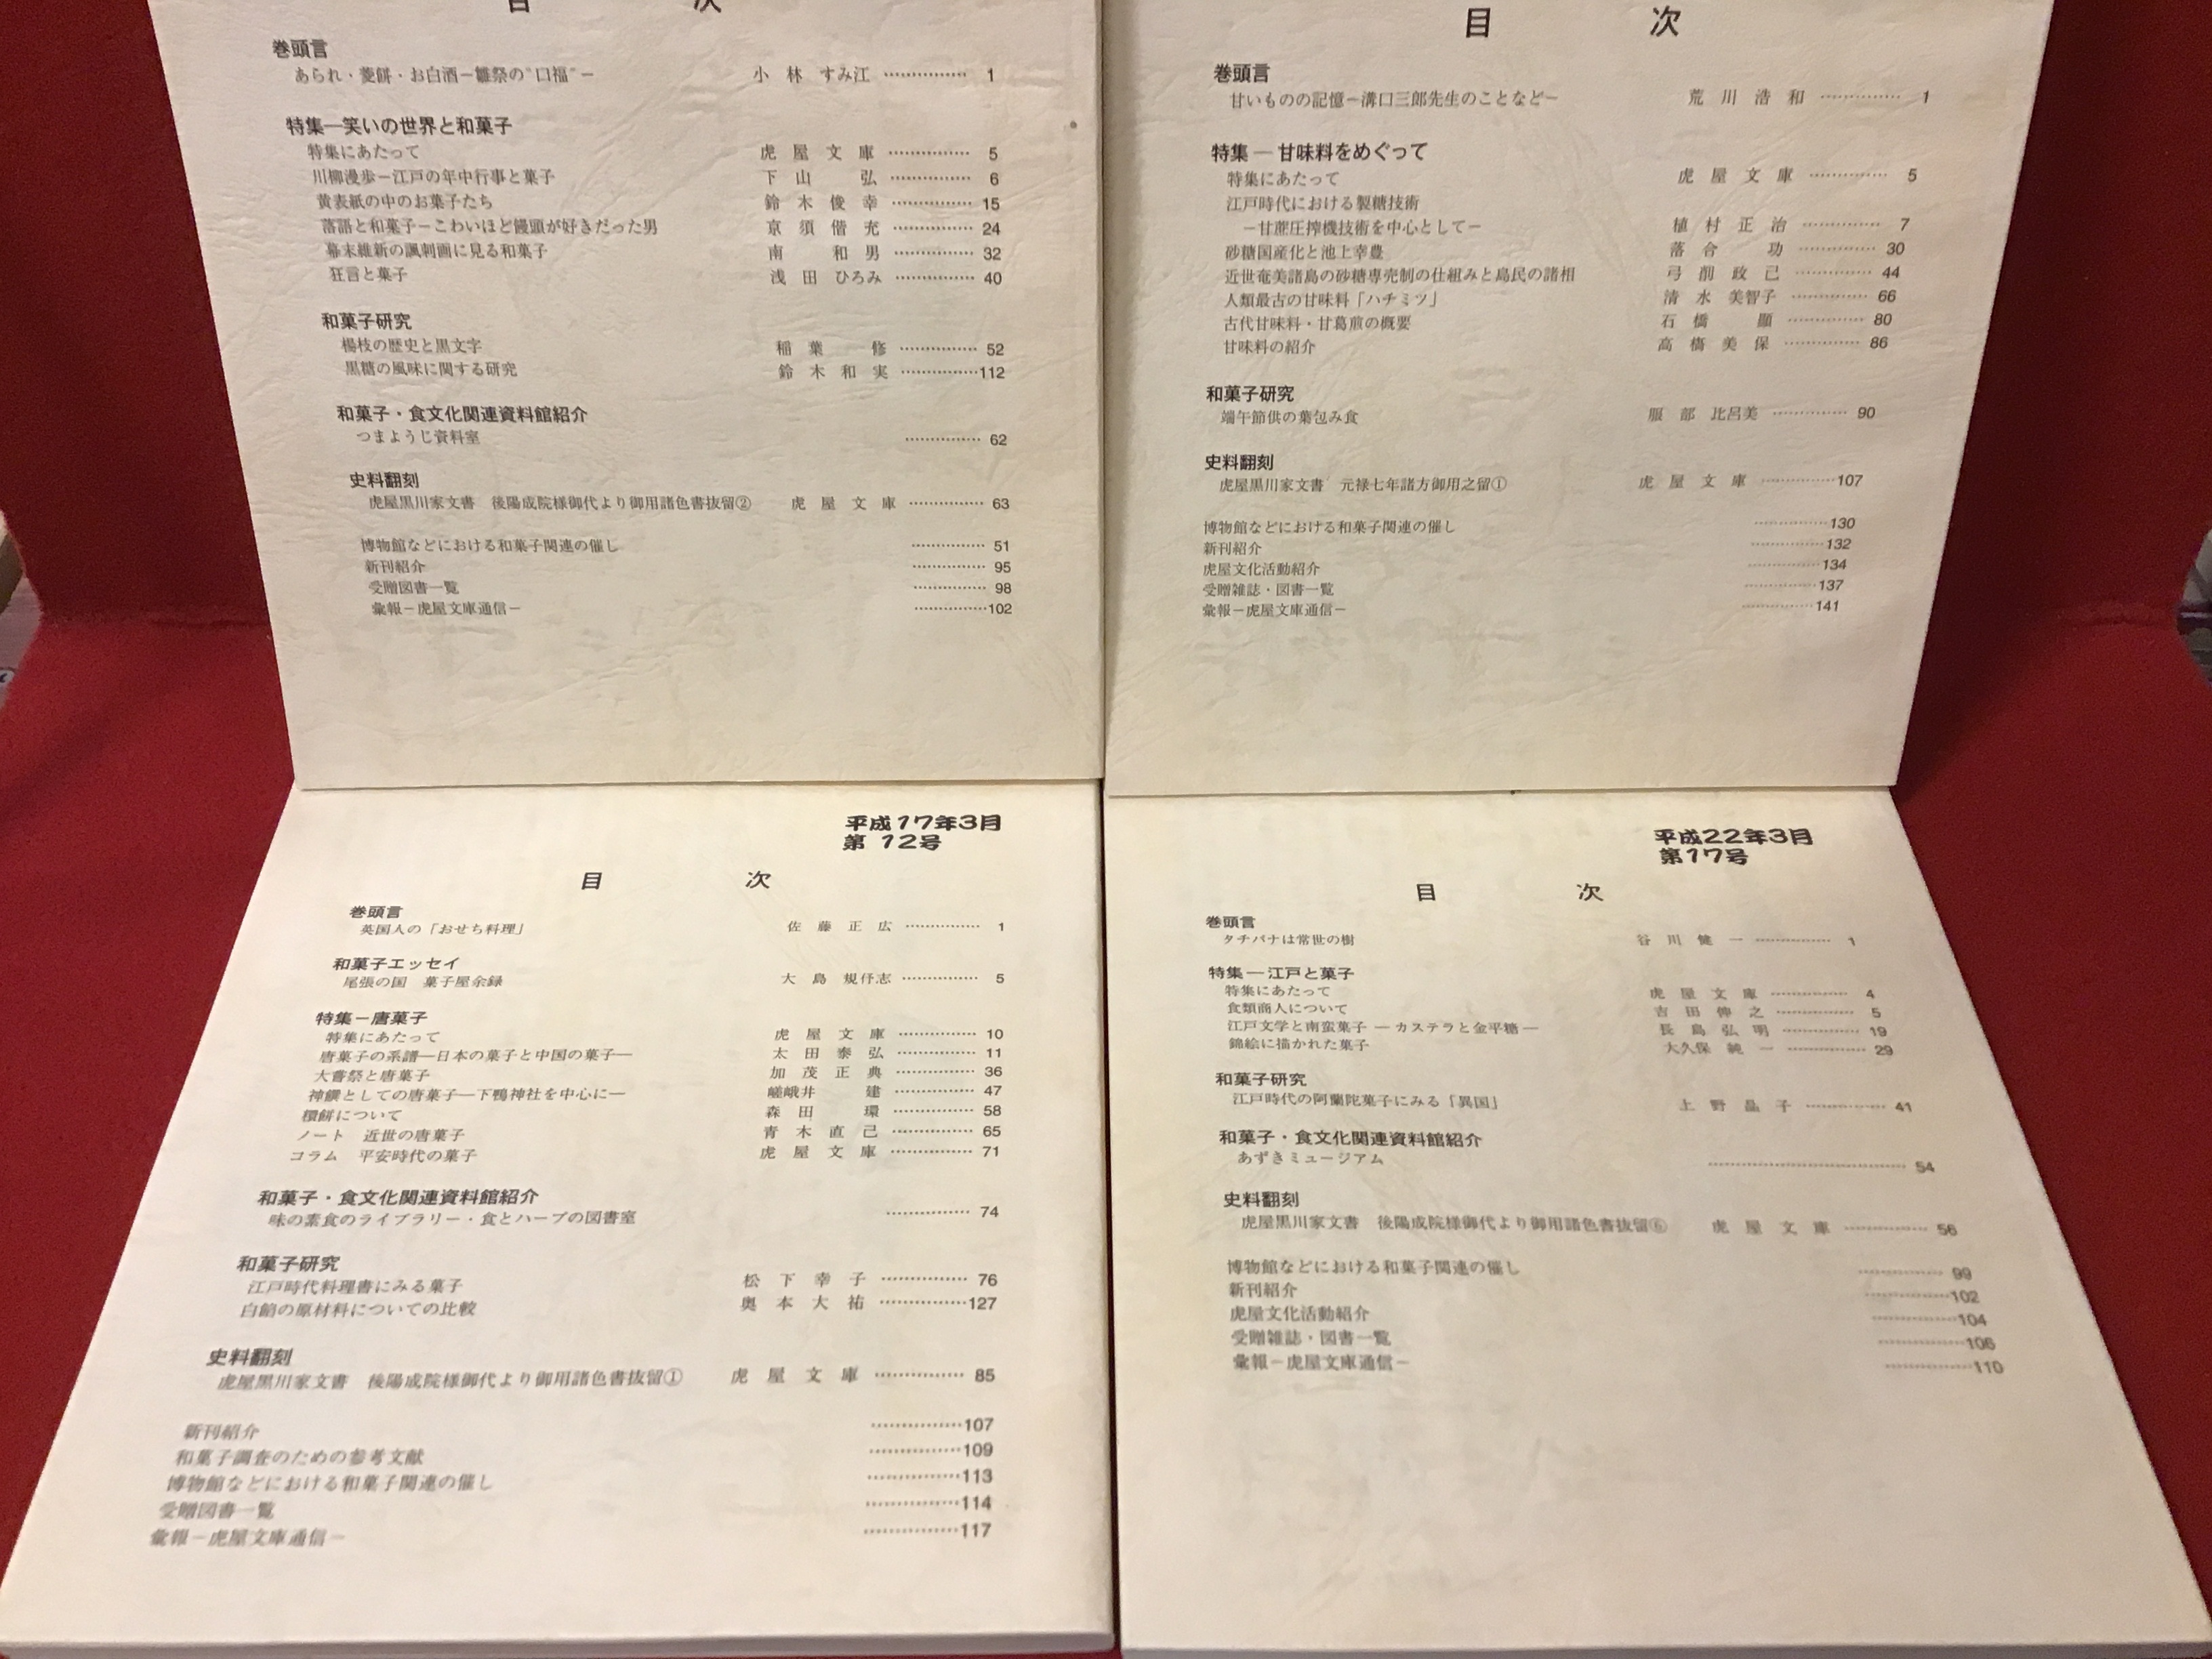 目 次
巻頭言
あられ・菱餅・お白酒－雛祭の“口福”－ 小林 すみ江 1
特集―笑いの世界と和菓子
特集にあたって 虎屋文庫 5
川柳漫歩－江戸の年中行事と菓子 下山 弘 6
黄表紙の中のお菓子たち 鈴木俊幸 15
落語と和菓子－こわいほど饅頭が好きだった男 京須偕充 24
幕末維新の諷刺画に見る和菓子 南 和男 32
狂言と菓子 浅田 ひろみ 40
和菓子研究
楊枝の歴史と黒文字 稲葉 修 52
黒糖の風味に関する研究 鈴木和実 112
和菓子・食文化関連資料館紹介
つまようじ資料室 62
史料翻刻
虎屋黒川家文書 後陽成院様御代より御用諸色書抜留② 虎屋文庫 63
博物館などにおける和菓子関連の催し 51
新刊紹介 95
受贈図書一覧 98
彙報－虎屋文庫通信－ 102
目 次
巻頭言
甘いものの記憶－溝口三郎先生のことなど－ 荒川浩和 1
特集 ― 甘味料をめぐって
特集にあたって 虎屋文庫 5
江戸時代における製糖技術
－甘蔗圧搾機技術を中心として－ 植村正治 7
砂糖国産化と池上幸豊 落合 功 30
近世奄美諸島の砂糖専売制の仕組みと島民の諸相 弓削政己 44
人類最古の甘味料「ハチミツ」 清水 美智子 66
古代甘味料・甘葛煎の概要 石橋 顯 80
甘味料の紹介 高橋美保 86
和菓子研究
端午節供の葉包み食 服部 比呂美 90
史料翻刻
虎屋黒川家文書 元禄七年諸方御用之留① 虎屋文庫 107
博物館などにおける和菓子関連の催し 130
新刊紹介 132
虎屋文化活動紹介 134
受贈雑誌・図書一覧 137
彙報－虎屋文庫通信－ 141
平成17年3月
第 12号
目 次
巻頭言
英国人の「おせち料理」 佐藤正広 1
和菓子エッセイ
尾張の国 菓子屋余録 大島 規伃志 5
特集－唐菓子
特集にあたって 虎屋文庫 10
唐菓子の系譜―日本の菓子と中国の菓子― 太田泰弘 11
大嘗祭と唐菓子 加茂正典 36
神饌としての唐菓子―下鴨神社を中心に― 嵯峨井 建 47
糫餅について 森田 環 58
ノート 近世の唐菓子 青木直己 65
コラム 平安時代の菓子 虎屋文庫 71
和菓子・食文化関連資料館紹介
味の素食のライブラリー・食とハーブの図書室 74
和菓子研究
江戸時代料理書にみる菓子 松下幸子 76
白餡の原材料についての比較 奥本大祐 127
史料翻刻
虎屋黒川家文書 後陽成院様御代より御用諸色書抜留① 虎屋文庫 85
新刊紹介 107
和菓子調査のための参考文献 109
博物館などにおける和菓子関連の催し 113
受贈図書一覧 114
彙報－虎屋文庫通信－ 117
平成22年3月
第17号
目 次
巻頭言
タチバナは常世の樹 谷川健一 1
特集―江戸と菓子
特集にあたって 虎屋文庫 4
食類商人について 吉田伸之 5
江戸文学と南蛮菓子 ―カステラと金平糖― 長島弘明 19
錦絵に描かれた菓子 大久保 純一 29
和菓子研究
江戸時代の阿蘭陀菓子にみる「異国」 上野晶子 41
和菓子・食文化関連資料館紹介
あずきミュージアム 54
史料翻刻
虎屋黒川家文書 後陽成院様御代より御用諸色書抜留⑥ 虎屋文庫 56
博物館などにおける和菓子関連の催し 99
新刊紹介 102
虎屋文化活動紹介 104
受贈雑誌・図書一覧 106
彙報－虎屋文庫通信－ 110